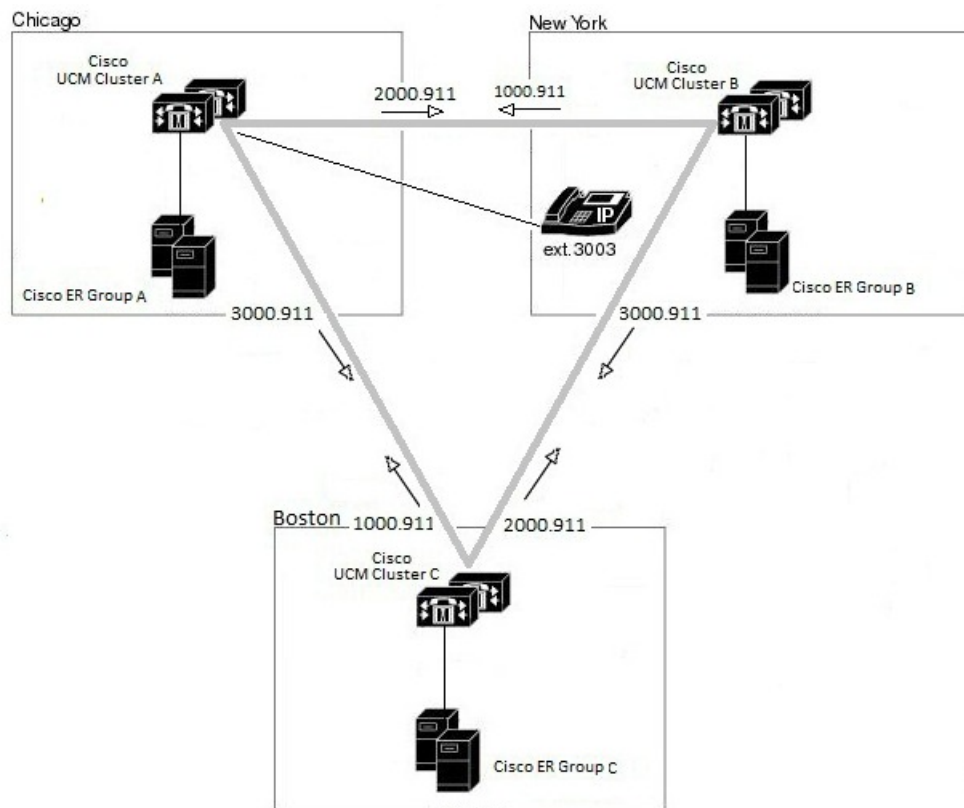 Chicago
New York
Cisco
UCM Cluster A
Cisco
UCM Cluster B
2000.911
1000.911
M
M
IP
ext.3003
Cisco ER Group A
Cisco ER Group B
3000.911
3000.911
Boston
1000.911
2000.911
Cisco
UCM Cluster C
M
Cisco ER Group C